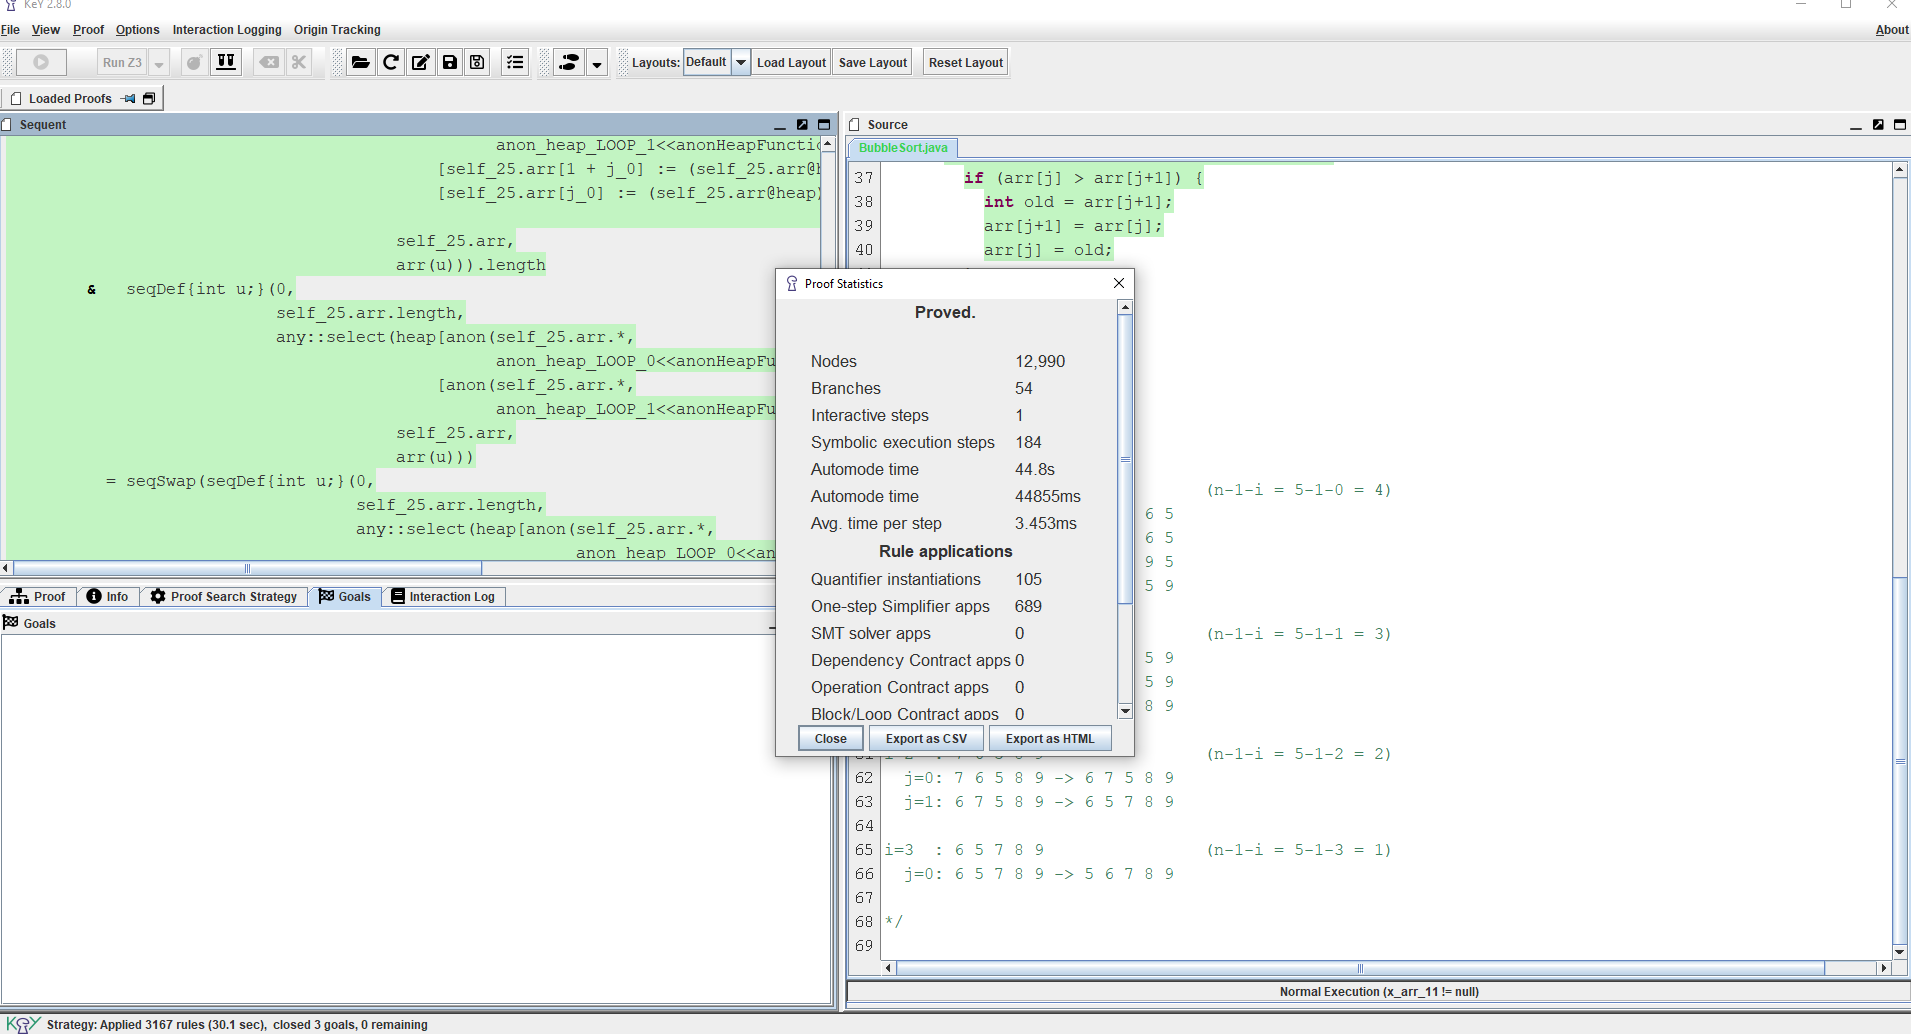 KeY 2.8.0
File View Proof Options Interaction Logging Origin Tracking About
Run Z3 Layouts: Default Load Layout Save Layout Reset Layout
Loaded Proofs
Sequent
anon_heap_LOOP_1<<anonHeapFunctio
[self_25.arr[1 + j_0] := (self_25.arr@h
[self_25.arr[j_0] := (self_25.arr@heap)
self_25.arr,
arr(u))).length
& seqDef{int u;}(0,
self_25.arr.length,
any::select(heap[anon(self_25.arr.*,
anon_heap_LOOP_0<<anonHeapFu
[anon(self_25.arr.*,
anon_heap_LOOP_1<<anonHeapFu
self_25.arr,
arr(u)))
= seqSwap(seqDef{int u;}(0,
self_25.arr.length,
any::select(heap[anon(self_25.arr.*,
anon_heap_LOOP_0<<an
Proof Info Proof Search Strategy Goals Interaction Log
Goals
Source
BubbleSort.java
37 if (arr[j] > arr[j+1]) {
38 int old = arr[j+1];
39 arr[j+1] = arr[j];
40 arr[j] = old;
(n-1-i = 5-1-0 = 4)
6 5
6 5
9 5
5 9
(n-1-i = 5-1-1 = 3)
5 9
5 9
8 9
(n-1-i = 5-1-2 = 2)
62 j=0: 7 6 5 8 9 -> 6 7 5 8 9
63 j=1: 6 7 5 8 9 -> 6 5 7 8 9
64
65 i=3 : 6 5 7 8 9 (n-1-i = 5-1-3 = 1)
66 j=0: 6 5 7 8 9 -> 5 6 7 8 9
67
68 */
69
Normal Execution (x_arr_11 != null)
Proof Statistics
Proved.
Nodes 12,990
Branches 54
Interactive steps 1
Symbolic execution steps 184
Automode time 44.8s
Automode time 44855ms
Avg. time per step 3.453ms
Rule applications
Quantifier instantiations 105
One-step Simplifier apps 689
SMT solver apps 0
Dependency Contract apps 0
Operation Contract apps 0
Block/Loop Contract apps 0
Close Export as CSV Export as HTML
KeY Strategy: Applied 3167 rules (30.1 sec), closed 3 goals, 0 remaining